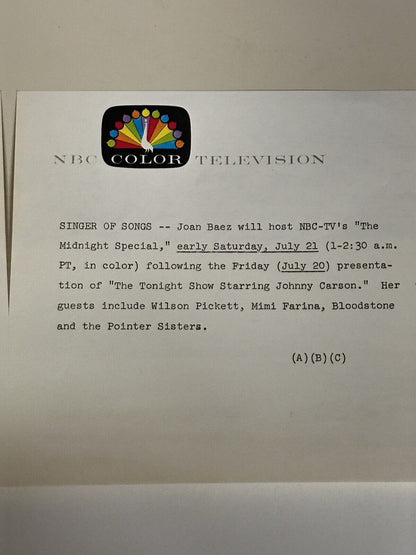 NBC COLOR TELEVISION
SINGER OF SONGS -- Joan Baez will host NBC-TV's "The
Midnight Special," early Saturday, July 21 (1-2:30 a.m.
PT, in color) following the Friday (July 20) presenta-
tion of "The Tonight Show Starring Johnny Carson." Her
guests include Wilson Pickett, Mimi Farina, Bloodstone
and the Pointer Sisters.
(A)(B)(C)